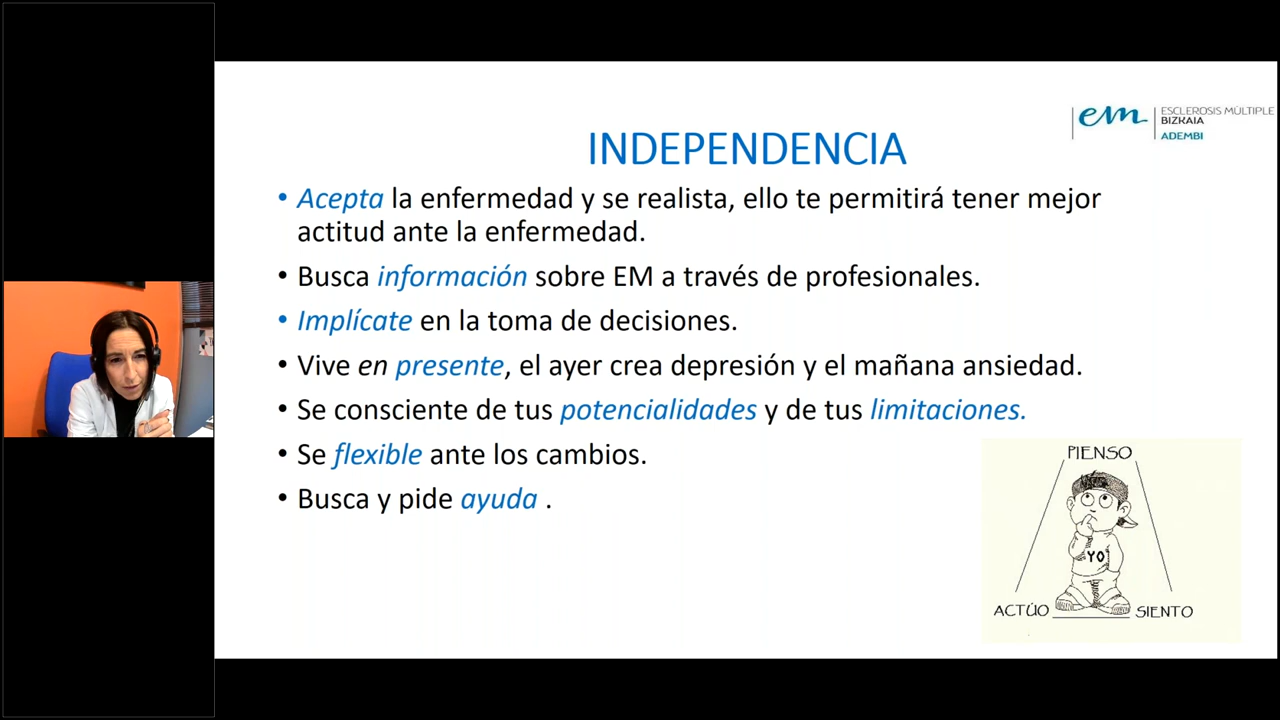 em
ESCLEROSIS MÚLTIPLE
BIZKAIA
ADEMBI
INDEPENDENCIA
• Acepta la enfermedad y se realista, ello te permitirá tener mejor
actitud ante la enfermedad.
• Busca información sobre EM a través de profesionales.
• Implícate en la toma de decisiones.
• Vive en presente, el ayer crea depresión y el mañana ansiedad.
• Se consciente de tus potencialidades y de tus limitaciones.
• Se flexible ante los cambios.
• Busca y pide ayuda .
PIENSO
YO
ACTÚO
SIENTO